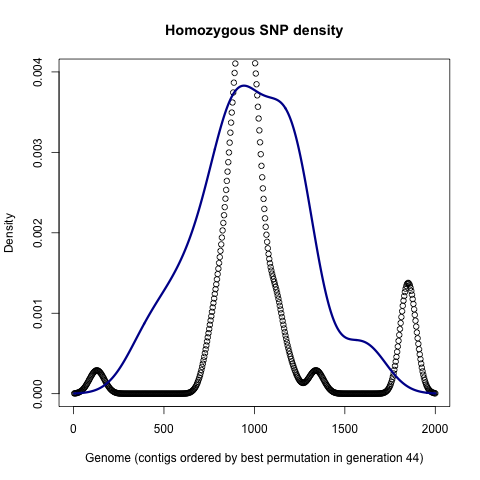 Homozygous SNP density
Density
0.004
0.003
0.002
0.001
0.000
0 500 1000 1500 2000
Genome (contigs ordered by best permutation in generation 44)